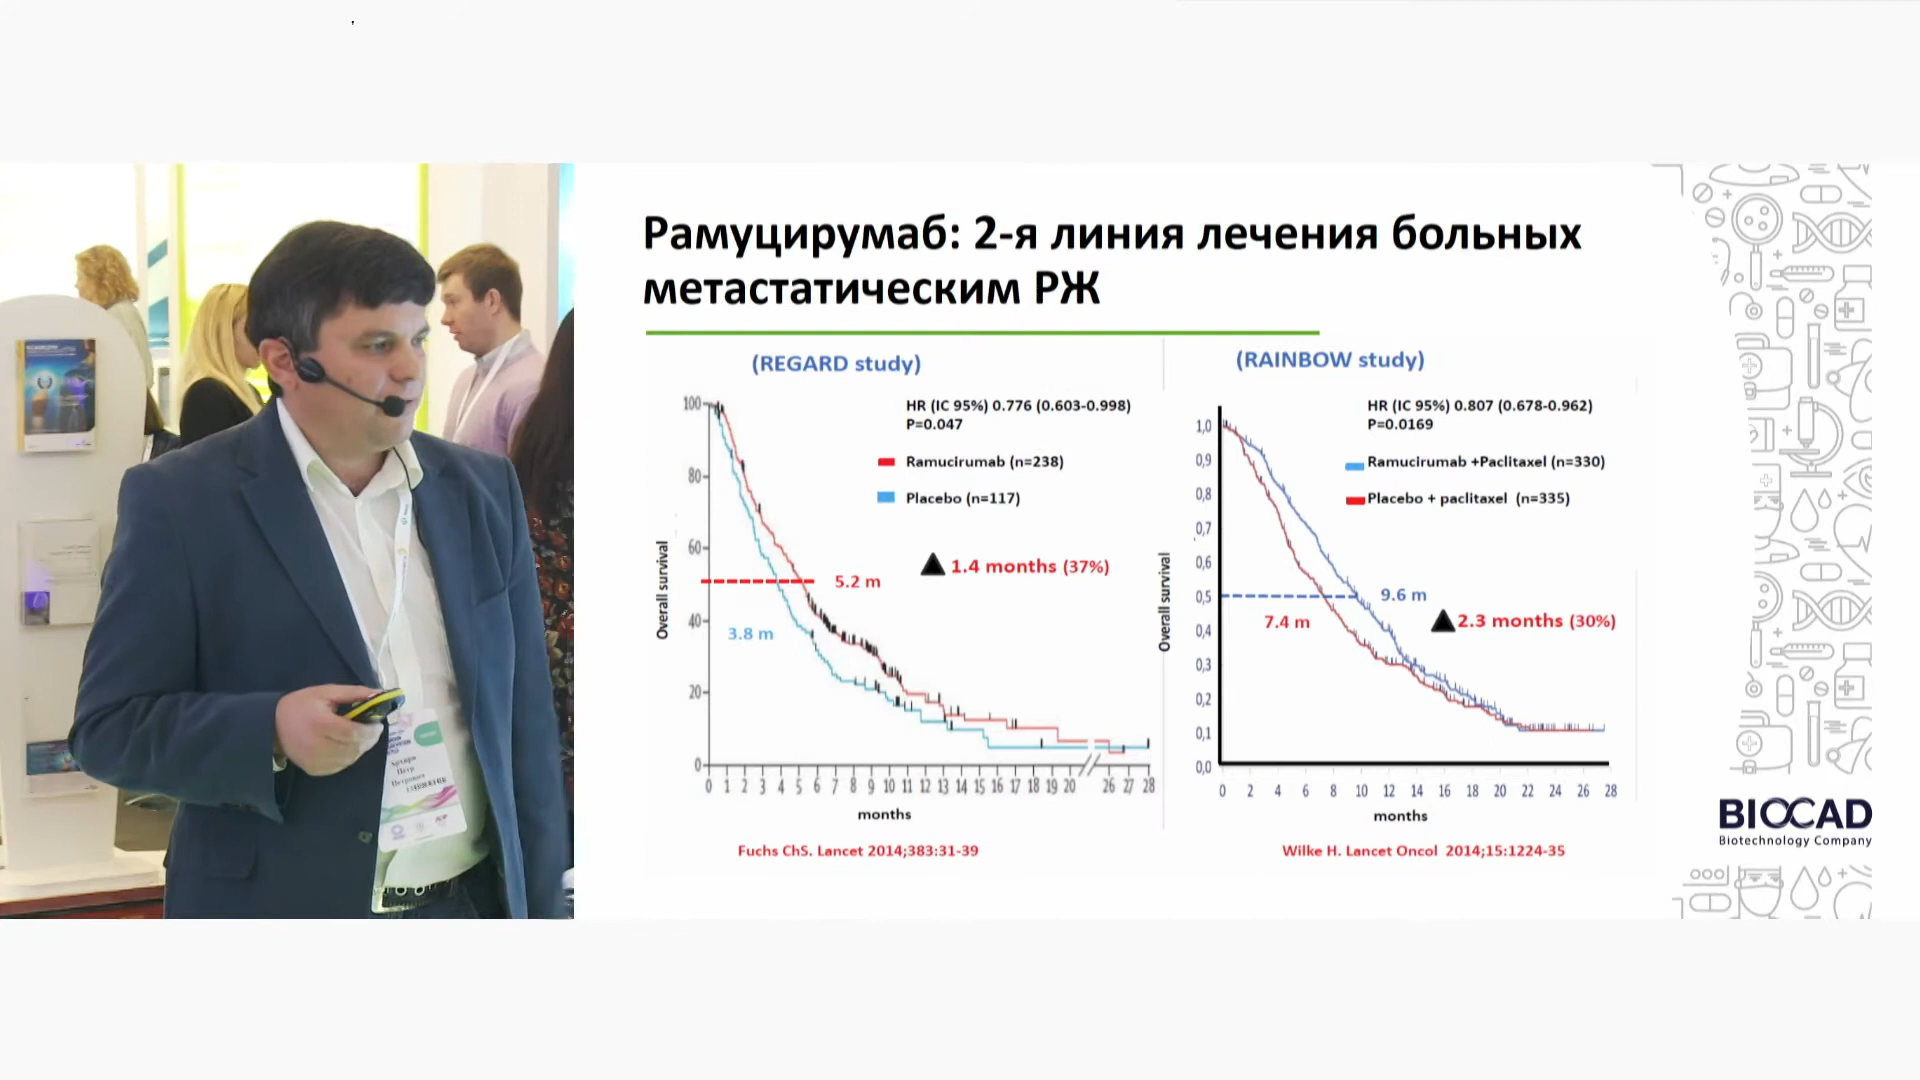 Рамуцирумаб: 2-я линия лечения больных
метастатическим РЖ
(REGARD study)
HR (IC 95%) 0.776 (0.603-0.998)
P=0.047
Ramucirumab (n=238)
Placebo (n=117)
1.4 months (37%)
5.2 m
3.8 m
Overall survival
100
80
60
40
20
0
0 1 2 3 4 5 6 7 8 9 10 11 12 13 14 15 16 17 18 19 20 26 27 28
months
Fuchs ChS. Lancet 2014;383:31-39
(RAINBOW study)
HR (IC 95%) 0.807 (0.678-0.962)
P=0.0169
Ramucirumab +Paclitaxel (n=330)
Placebo + paclitaxel (n=335)
9.6 m
7.4 m
2.3 months (30%)
Overall survival
1,0
0,9
0,8
0,7
0,6
0,5
0,4
0,3
0,2
0,1
0,0
0 2 4 6 8 10 12 14 16 18 20 22 24 26 28
months
Wilke H. Lancet Oncol 2014;15:1224-35
BIOCAD
Biotechnology Company
Петр
Петрович